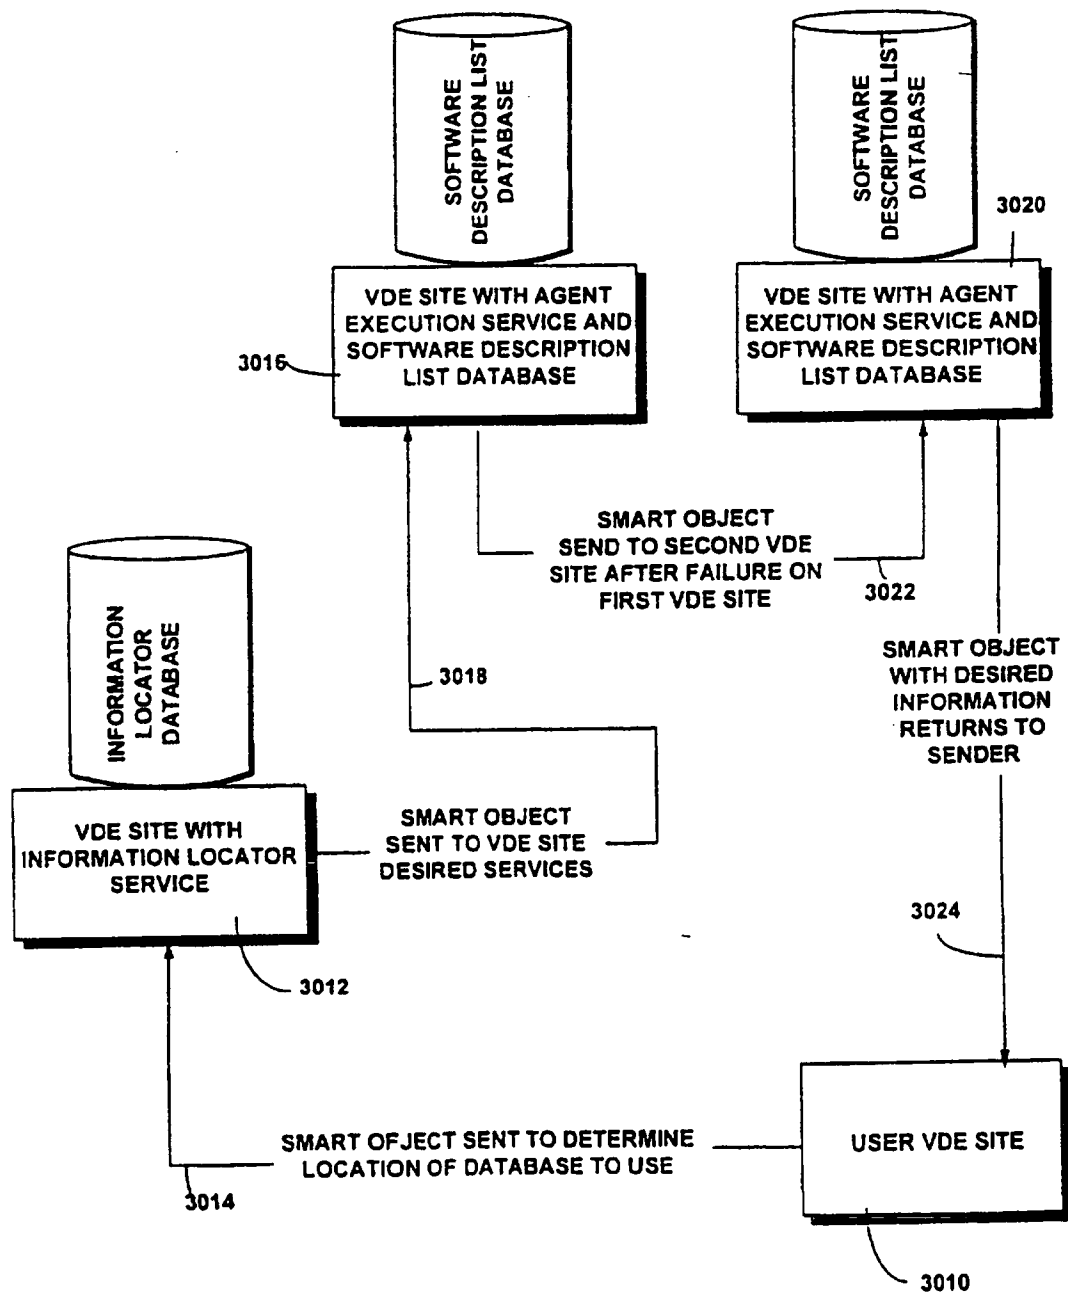 SOFTWARE
DESCRIPTION LIST
DATABASE
SOFTWARE
DESCRIPTION LIST
DATABASE
3020
VDE SITE WITH AGENT
EXECUTION SERVICE AND
SOFTWARE DESCRIPTION
LIST DATABASE
3016
VDE SITE WITH AGENT
EXECUTION SERVICE AND
SOFTWARE DESCRIPTION
LIST DATABASE
SMART OBJECT
SEND TO SECOND VDE
SITE AFTER FAILURE ON
FIRST VDE SITE
3022
INFORMATION
LOCATOR
DATABASE
3018
SMART OBJECT
WITH DESIRED
INFORMATION
RETURNS TO
SENDER
VDE SITE WITH
INFORMATION LOCATOR
SERVICE
SMART OBJECT
SENT TO VDE SITE
DESIRED SERVICES
3012
3024
SMART OFJECT SENT TO DETERMINE
LOCATION OF DATABASE TO USE
3014
USER VDE SITE
3010